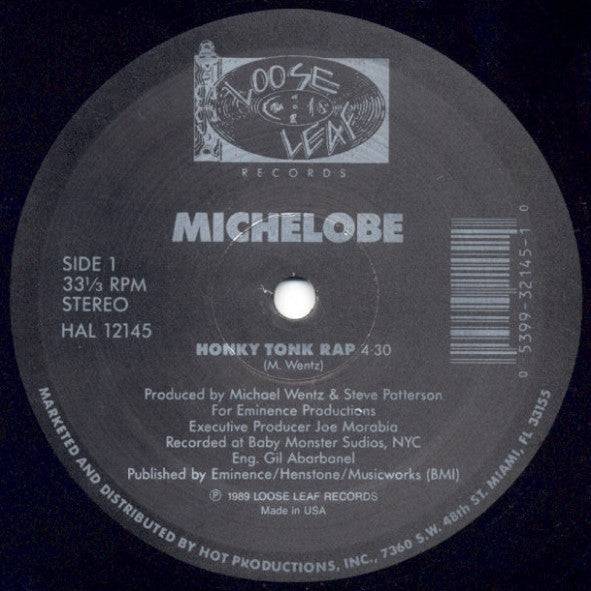 LOOSE
LEAF
RECORDS
MICHELOBE
SIDE 1
33⅓ RPM
STEREO
HAL 12145
HONKY TONK RAP 4:30
(M. Wentz)
Produced by Michael Wentz & Steve Patterson
For Eminence Productions
Executive Producer Joe Marabia
Recorded at Baby Monster Sudios, NYC
Eng. Gil Abarbanel
Published by Eminence/Henstone/Musicworks (BMI)
℗ 1989 LOOSE LEAF RECORDS
Made in USA
0 5399-32145-1 0
MARKETED AND DISTRIBUTED BY HOT PRODUCTIONS, INC., 7360 S.W. 48th ST. MIAMI, FL 33155